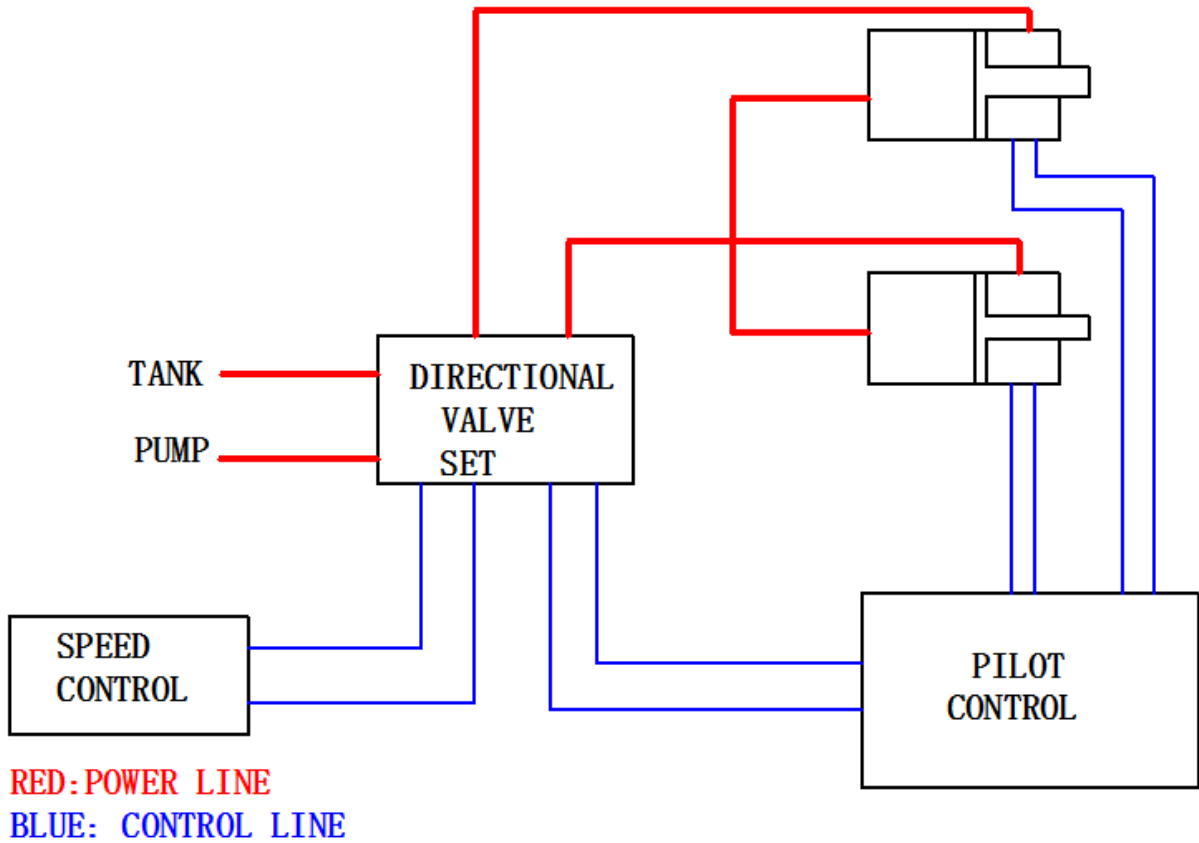 TANK
PUMP
DIRECTIONAL
VALVE
SET
SPEED
CONTROL
PILOT
CONTROL
RED:POWER LINE
BLUE: CONTROL LINE